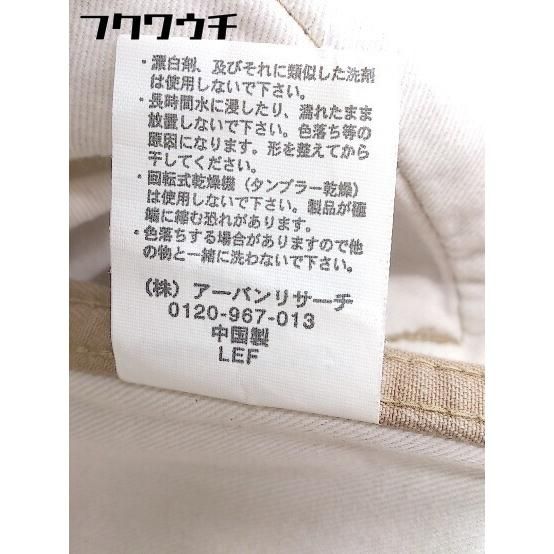 フクワウチ
・漂白剤、及びそれに類似した洗剤
は使用しないで下さい。
・長時間水に浸したり、濡れたまま
放置しないで下さい。色落ち等の
原因になります。形を整えてから
干してください。
・回転式乾燥機（タンブラー乾燥）
は使用しないで下さい。製品が極
端に縮む恐れがあります。
・色落ちする場合がありますので他
の物と一緒に洗わないで下さい。
（株）アーバンリサーチ
0120-967-013
中国製
LEF